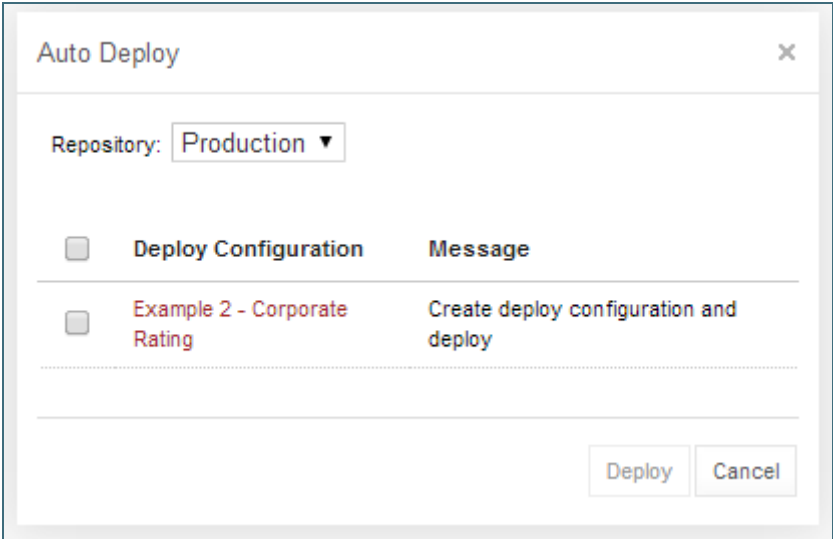 Auto Deploy ×
Repository: Production ▼
Deploy Configuration Message
Example 2 - Corporate Create deploy configuration and
Rating deploy
Deploy Cancel